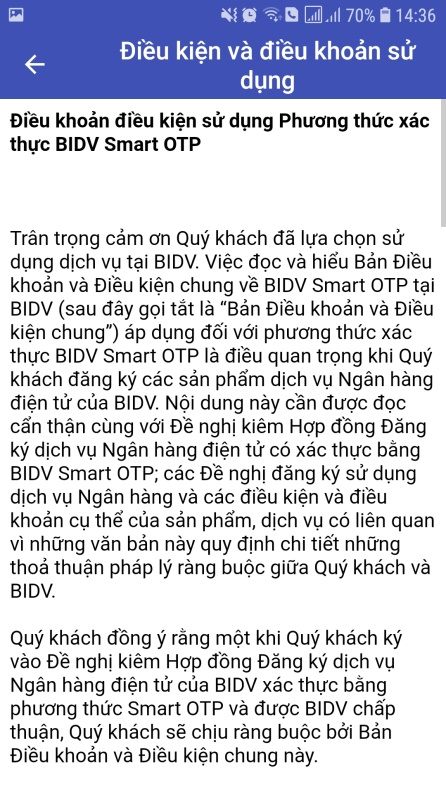 70% 14:36
Điều kiện và điều khoản sử
dụng
Điều khoản điều kiện sử dụng Phương thức xác
thực BIDV Smart OTP
Trân trọng cảm ơn Quý khách đã lựa chọn sử
dụng dịch vụ tại BIDV. Việc đọc và hiểu Bản Điều
khoản và Điều kiện chung về BIDV Smart OTP tại
BIDV (sau đây gọi tắt là “Bản Điều khoản và Điều
kiện chung”) áp dụng đối với phương thức xác
thực BIDV Smart OTP là điều quan trọng khi Quý
khách đăng ký các sản phẩm dịch vụ Ngân hàng
điện tử của BIDV. Nội dung này cần được đọc
cẩn thận cùng với Đề nghị kiêm Hợp đồng Đăng
ký dịch vụ Ngân hàng điện tử có xác thực bằng
BIDV Smart OTP; các Đề nghị đăng ký sử dụng
dịch vụ Ngân hàng và các điều kiện và điều
khoản cụ thể của sản phẩm, dịch vụ có liên quan
vì những văn bản này quy định chi tiết những
thoả thuận pháp lý ràng buộc giữa Quý khách và
BIDV.
Quý khách đồng ý rằng một khi Quý khách ký
vào Đề nghị kiêm Hợp đồng Đăng ký dịch vụ
Ngân hàng điện tử của BIDV xác thực bằng
phương thức Smart OTP và được BIDV chấp
thuận, Quý khách sẽ chịu ràng buộc bởi Bản
Điều khoản và Điều kiện chung này.